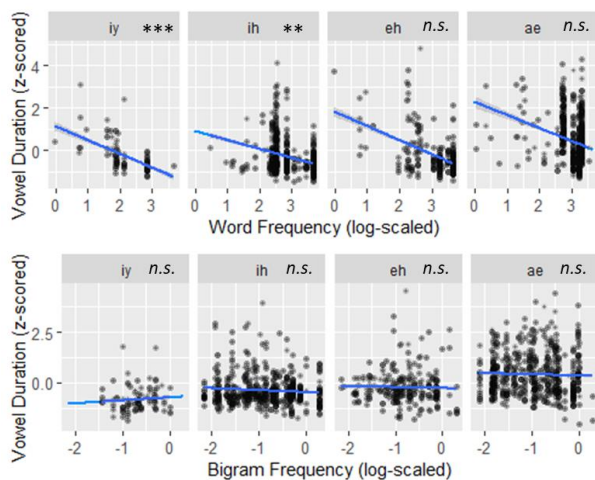 iy *** ih ** eh n.s. ae n.s.
Vowel Duration (z-scored)
4
2
0
0 1 2 3 0 1 2 3 0 1 2 3 0 1 2 3
Word Frequency (log-scaled)
iy n.s. ih n.s. eh n.s. ae n.s.
Vowel Duration (z-scored)
2.5
0.0
-2 -1 0 -2 -1 0 -2 -1 0 -2 -1 0
Bigram Frequency (log-scaled)